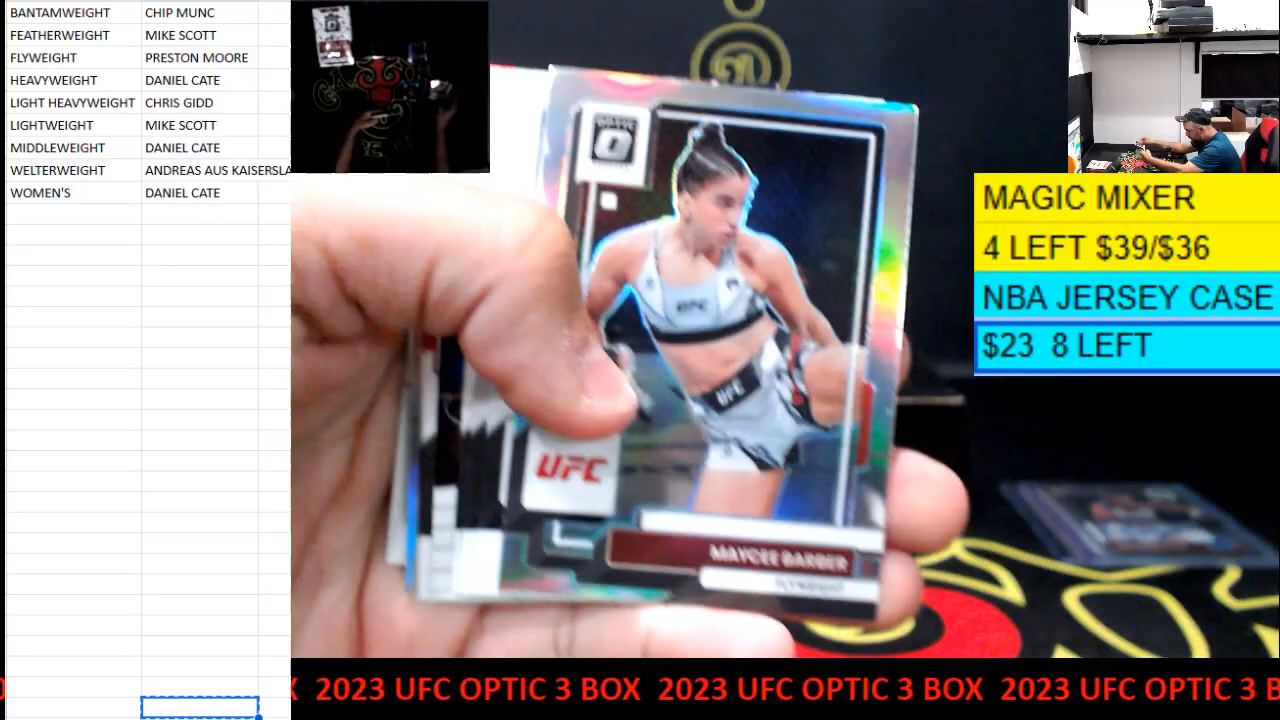 BANTAMWEIGHT CHIP MUNC
FEATHERWEIGHT MIKE SCOTT
FLYWEIGHT PRESTON MOORE
HEAVYWEIGHT DANIEL CATE
LIGHT HEAVYWEIGHT CHRIS GIDD
LIGHTWEIGHT MIKE SCOTT
MIDDLEWEIGHT DANIEL CATE
WELTERWEIGHT ANDREAS AUS KAISERSLA
WOMEN'S DANIEL CATE
MAGIC MIXER
4 LEFT $39/$36
NBA JERSEY CASE
$23 8 LEFT
OPTIC
UFC
UFC
UFC
MAYCEE BARBER
FLYWEIGHT
X 2023 UFC OPTIC 3 BOX 2023 UFC OPTIC 3 BOX 2023 UFC OPTIC 3 B